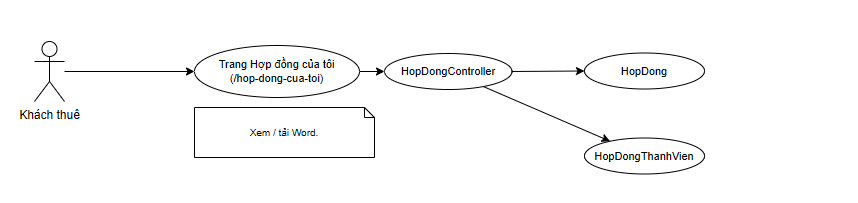 Trang Hợp đồng của tôi
(/hop-dong-cua-toi)
HopDongController
HopDong
Khách thuê
Xem / tải Word.
HopDongThanhVien